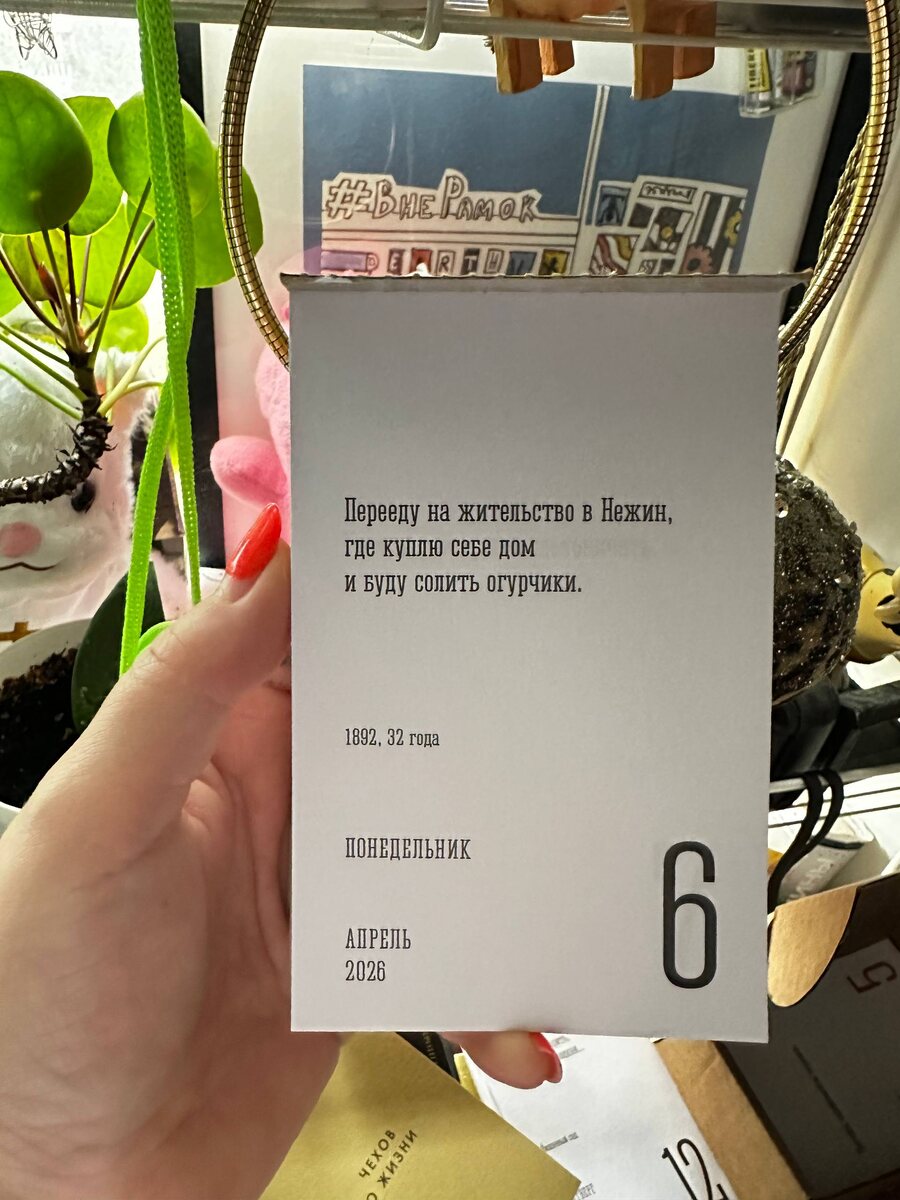 #ВнеРамок
Перееду на жительство в Нежин,
где куплю себе дом
и буду солить огурчики.
1892, 32 года
ПОНЕДЕЛЬНИК
6
АПРЕЛЬ
2026
5
ЧЕХОВ
О ЖИЗНИ
12